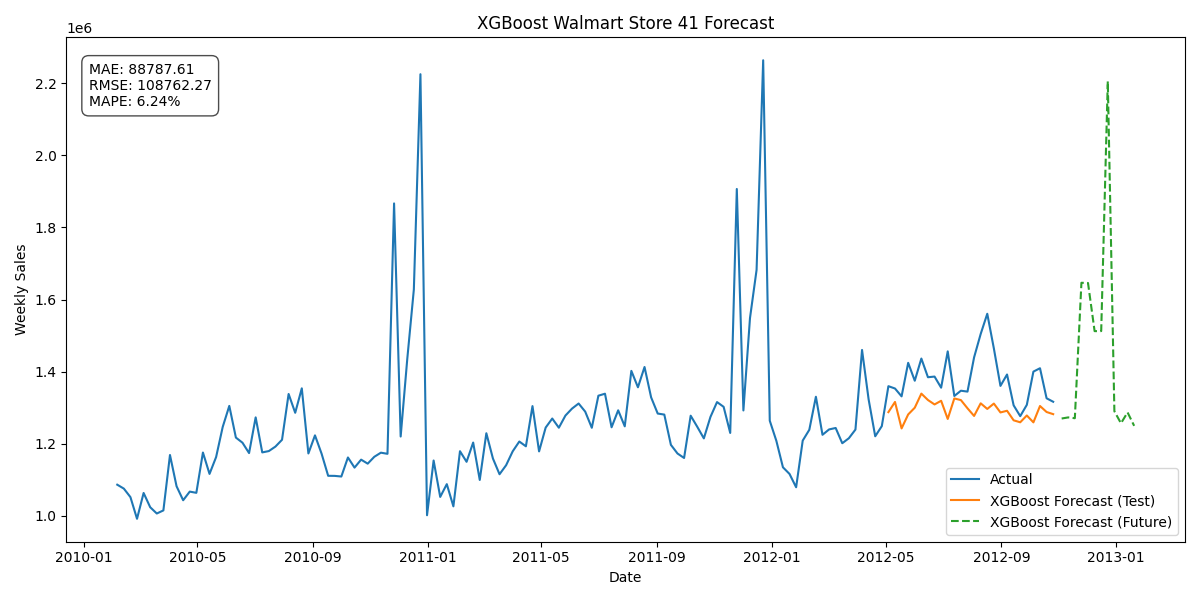 XGBoost Walmart Store 41 Forecast
1e6
MAE: 88787.61
RMSE: 108762.27
MAPE: 6.24%
2.2
2.0
1.8
1.6
1.4
1.2
1.0
Weekly Sales
Actual
XGBoost Forecast (Test)
XGBoost Forecast (Future)
2010-01 2010-05 2010-09 2011-01 2011-05 2011-09 2012-01 2012-05 2012-09 2013-01
Date